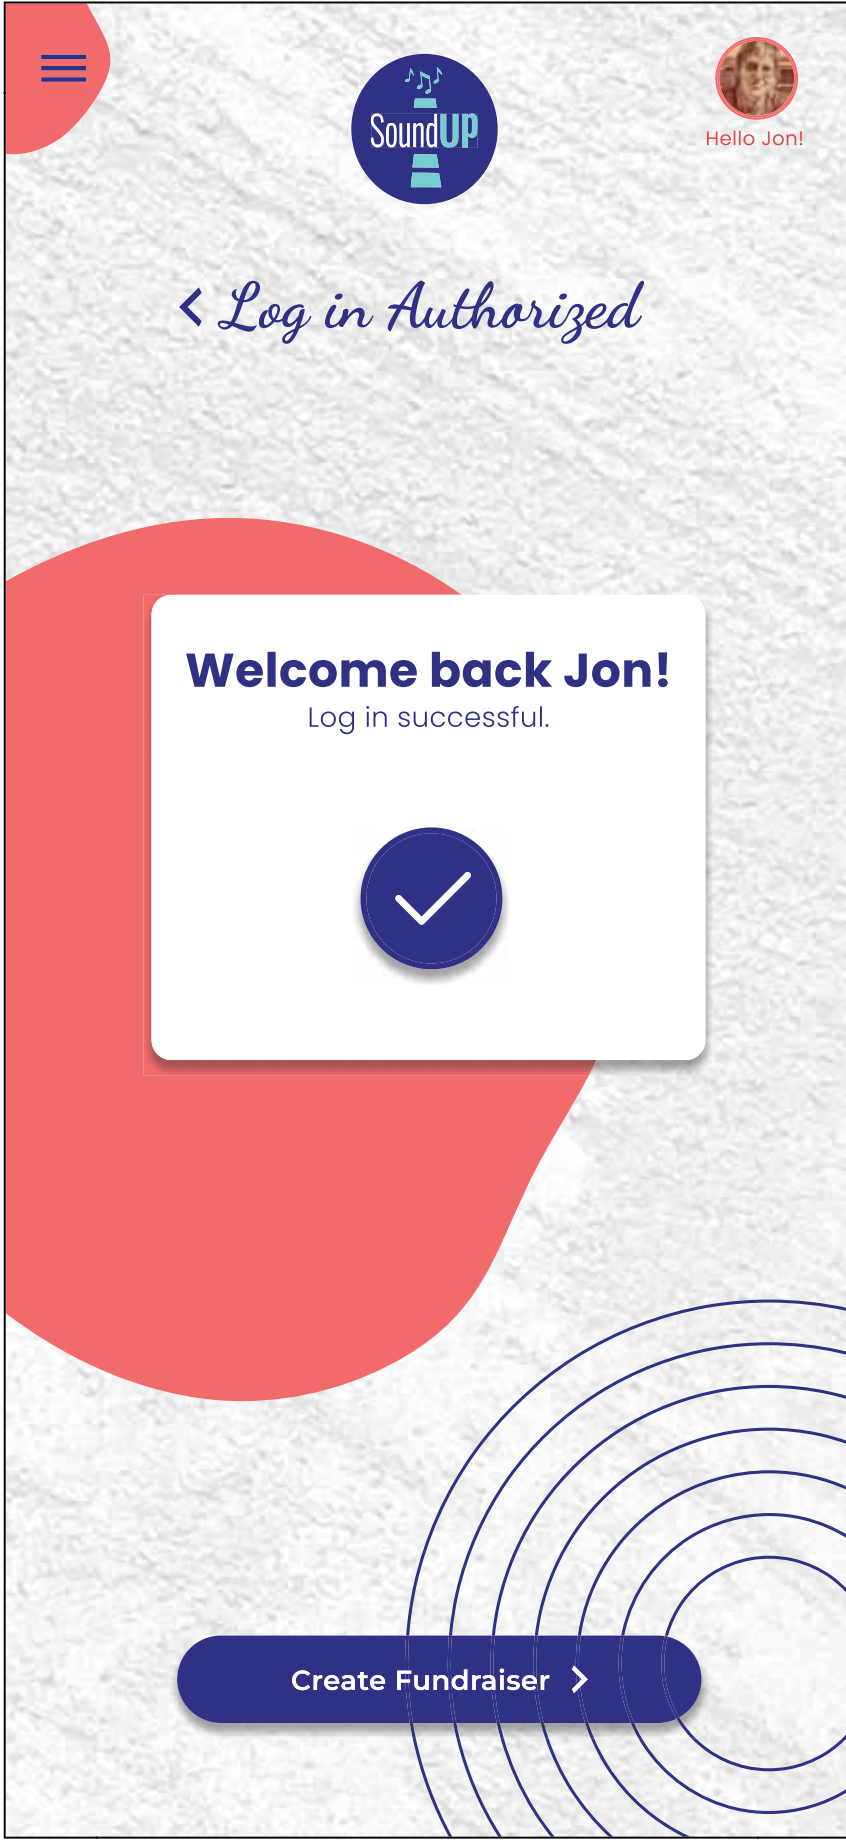 SoundUP
Hello Jon!
Log in Authorized
Welcome back Jon!
Log in successful.
Create Fundraiser